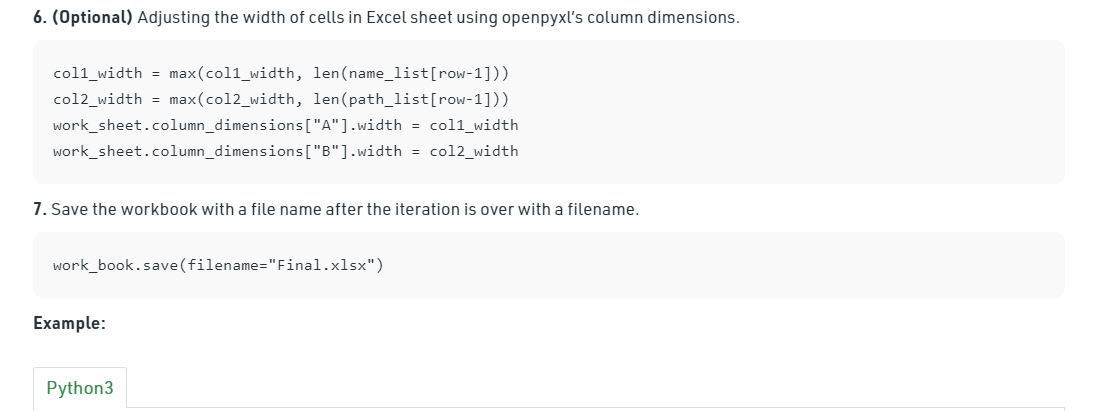 6. (Optional) Adjusting the width of cells in Excel sheet using openpyxl's column dimensions.
col1_width = max(col1_width, len(name_list[row-1]))
col2_width = max(col2_width, len(path_list[row-1]))
work_sheet.column_dimensions["A"].width = col1_width
work_sheet.column_dimensions["B"].width = col2_width
7. Save the workbook with a file name after the iteration is over with a filename.
work_book.save(filename="Final.xlsx")
Example:
Python3